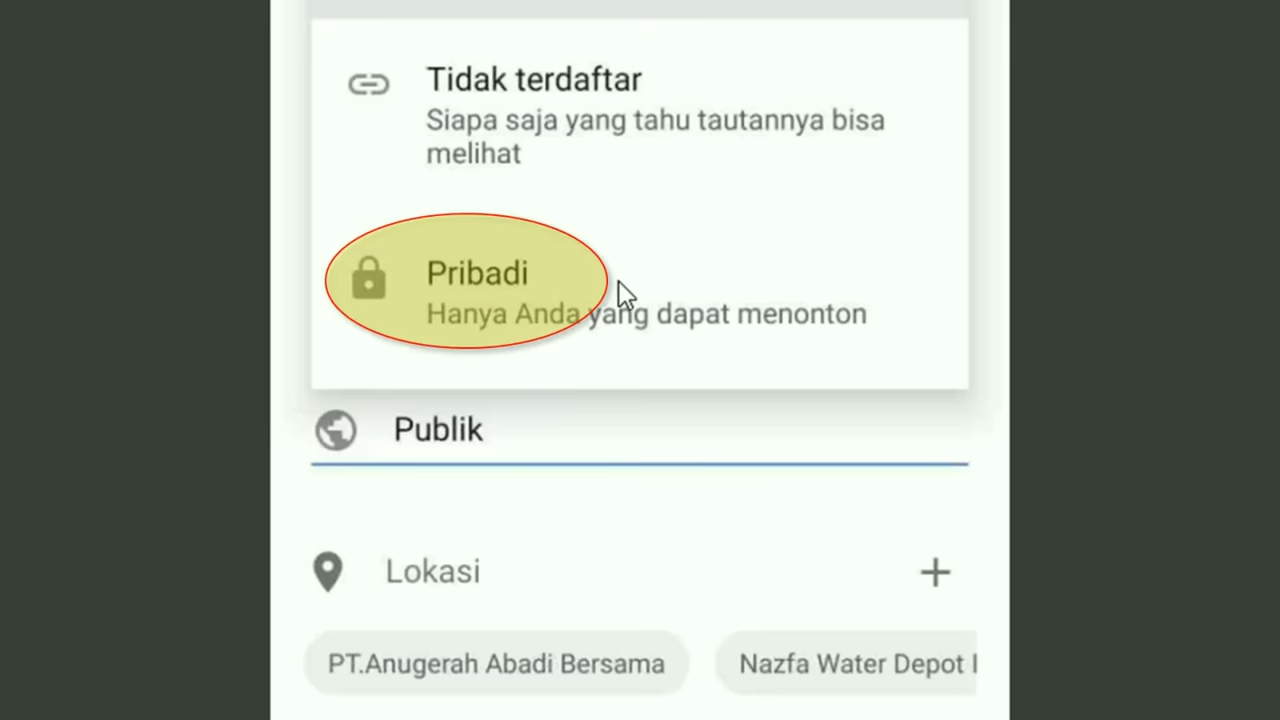 Tidak terdaftar
Siapa saja yang tahu tautannya bisa
melihat
Pribadi
Hanya Anda yang dapat menonton
Publik
Lokasi
PT.Anugerah Abadi Bersama
Nazfa Water Depot